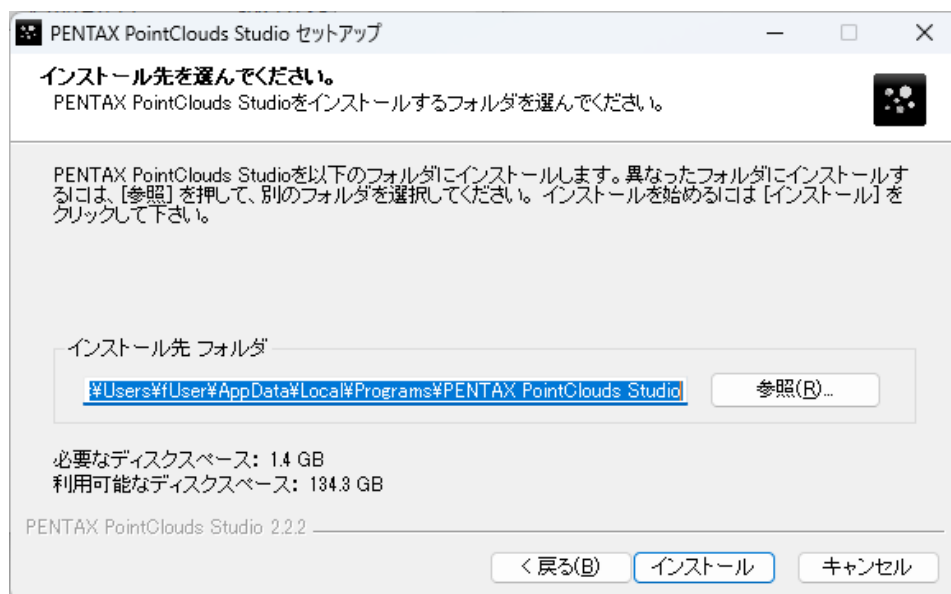 PENTAX PointClouds Studio セットアップ
インストール先を選んでください。
PENTAX PointClouds Studioをインストールするフォルダを選んでください。
PENTAX PointClouds Studioを以下のフォルダにインストールします。異なったフォルダにインストールす
るには、[参照] を押して、別のフォルダを選択してください。インストールを始めるには [インストール] を
クリックして下さい。
インストール先 フォルダ
:¥Users¥fUser¥AppData¥Local¥Programs¥PENTAX PointClouds Studio
参照(R)...
必要なディスクスペース: 1.4 GB
利用可能なディスクスペース: 134.3 GB
PENTAX PointClouds Studio 2.2.2
< 戻る(B)
インストール
キャンセル